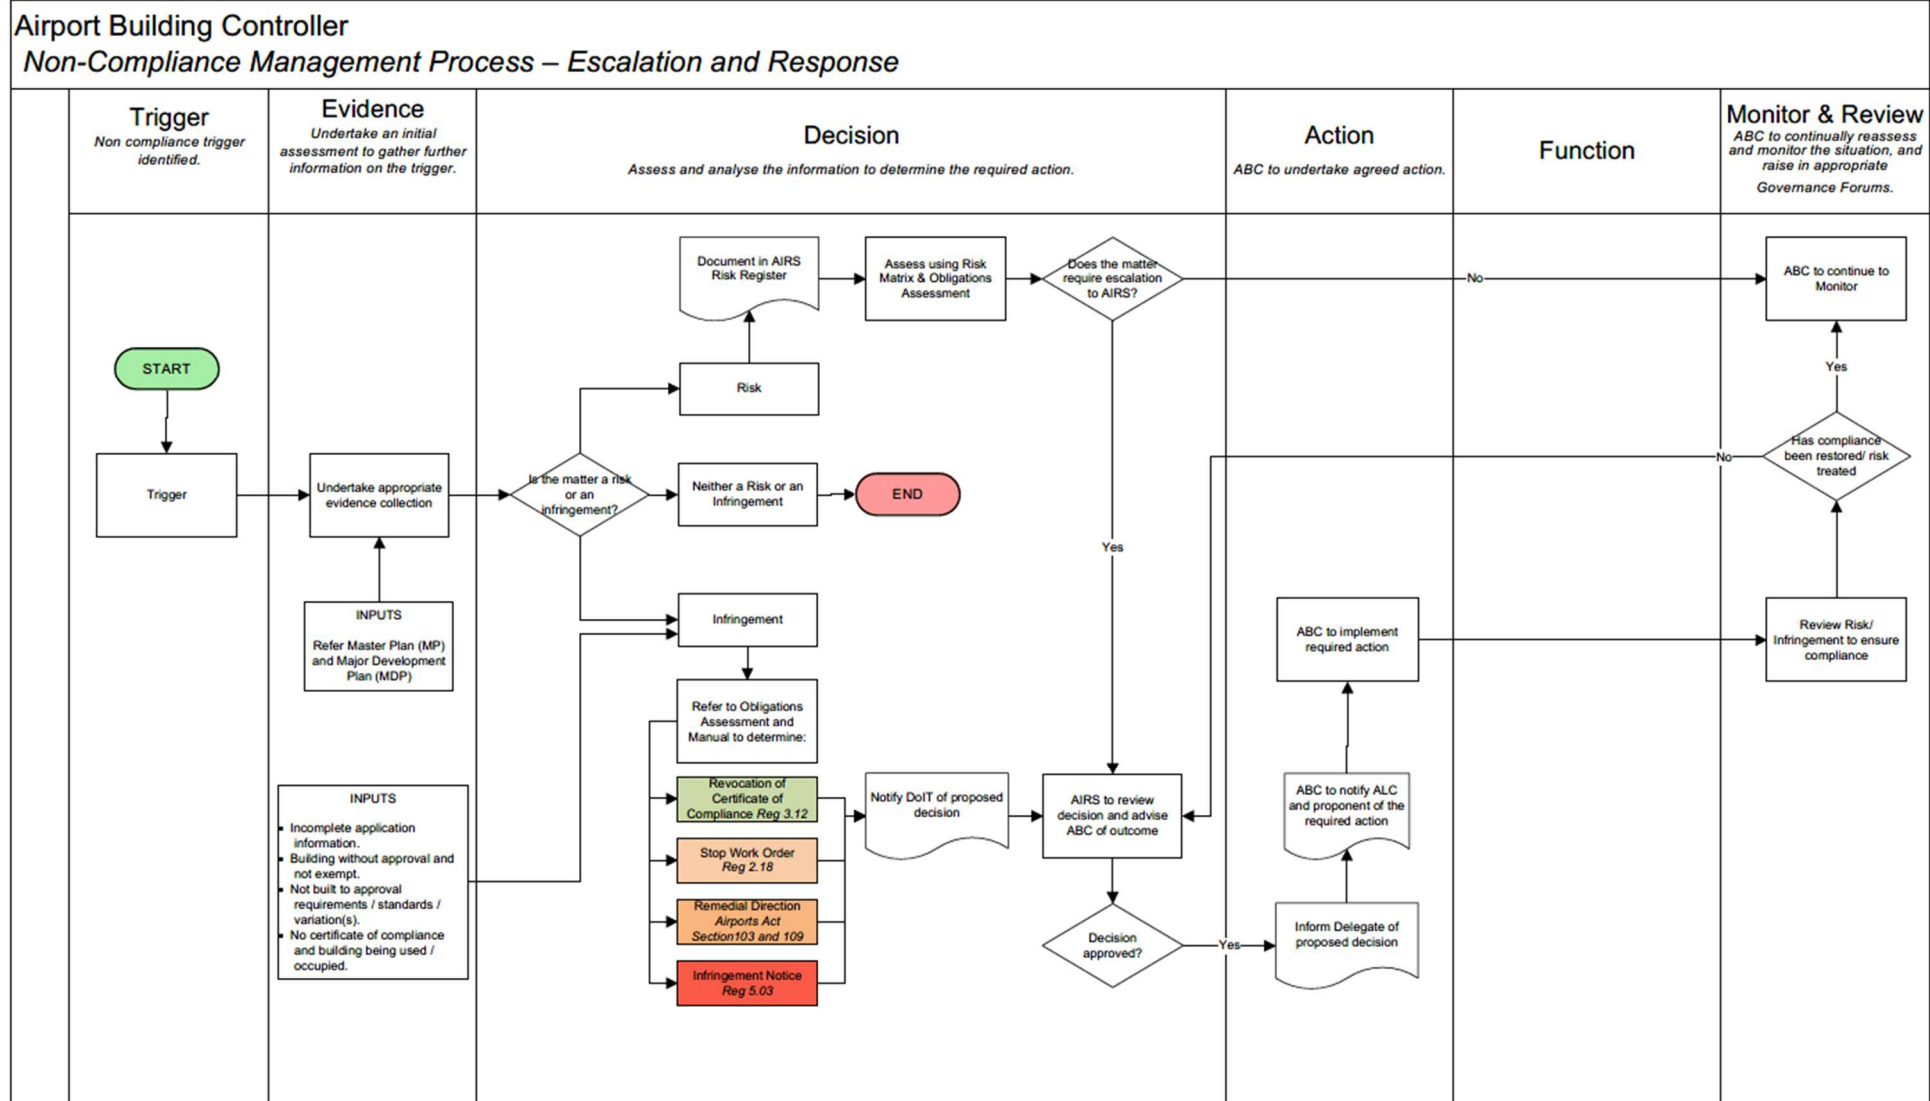 Airport Building Controller
Non-Compliance Management Process – Escalation and Response
Trigger
Non compliance trigger
identified.
Evidence
Undertake an initial
assessment to gather further
information on the trigger.
Decision
Assess and analyse the information to determine the required action.
Action
ABC to undertake agreed action.
Function
Monitor & Review
ABC to continually reassess
and monitor the situation, and
raise in appropriate
Governance Forums.
Document in AIRS
Risk Register
Assess using Risk
Matrix & Obligations
Assessment
Does the matter
require escalation
to AIRS?
No
ABC to continue to
Monitor
START
Risk
Yes
Has compliance
been restored/ risk
treated
No
Trigger
Undertake appropriate
evidence collection
Is the matter a risk
or an
infringement?
Neither a Risk or an
Infringement
END
Yes
INPUTS
Refer Master Plan (MP)
and Major Development
Plan (MDP)
Infringement
ABC to implement
required action
Review Risk/
Infringement to ensure
compliance
Refer to Obligations
Assessment and
Manual to determine:
INPUTS
• Incomplete application
information.
• Building without approval and
not exempt.
• Not built to approval
requirements / standards /
variation(s).
• No certificate of compliance
and building being used /
occupied.
Revocation of
Certificate of
Compliance Reg 3.12
Stop Work Order
Reg 2.18
Remedial Direction
Airports Act
Section103 and 109
Infringement Notice
Reg 5.03
Notify DoIT of proposed
decision
AIRS to review
decision and advise
ABC of outcome
ABC to notify ALC
and proponent of the
required action
Decision
approved?
Yes
Inform Delegate of
proposed decision